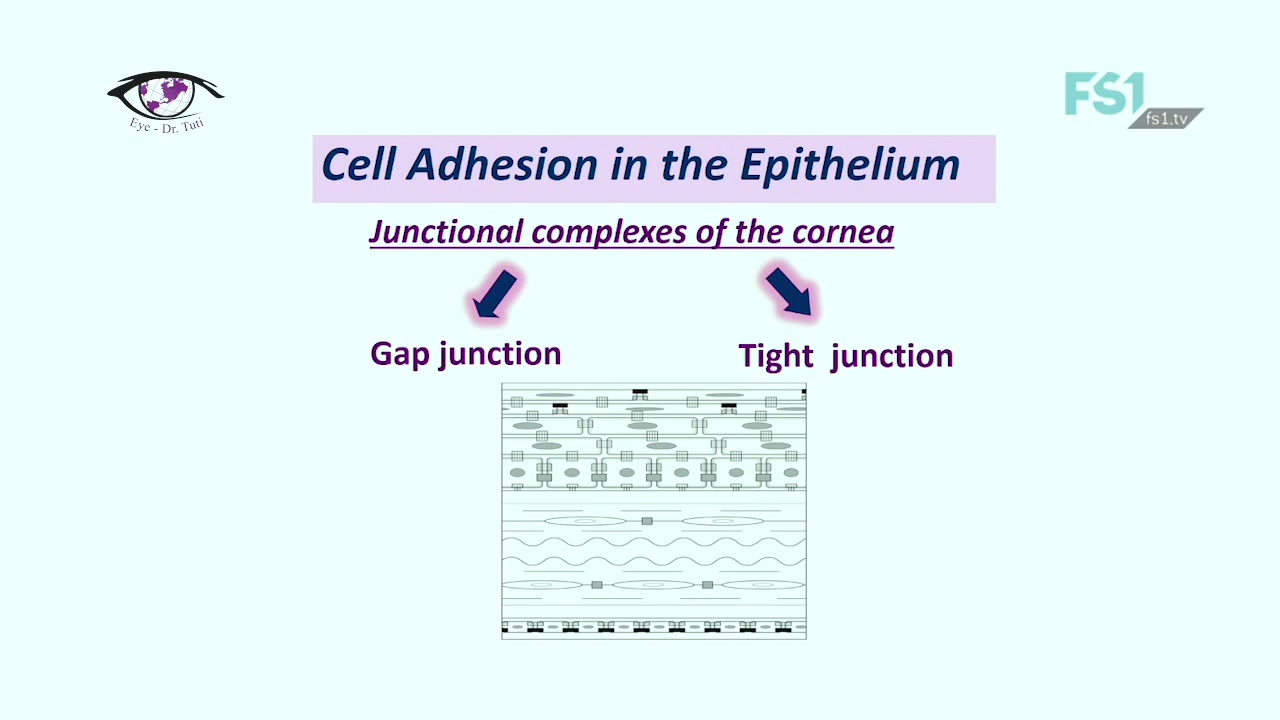 Eye - Dr. Tuti
FS1
fs1.tv
Cell Adhesion in the Epithelium
Junctional complexes of the cornea
Gap junction
Tight junction